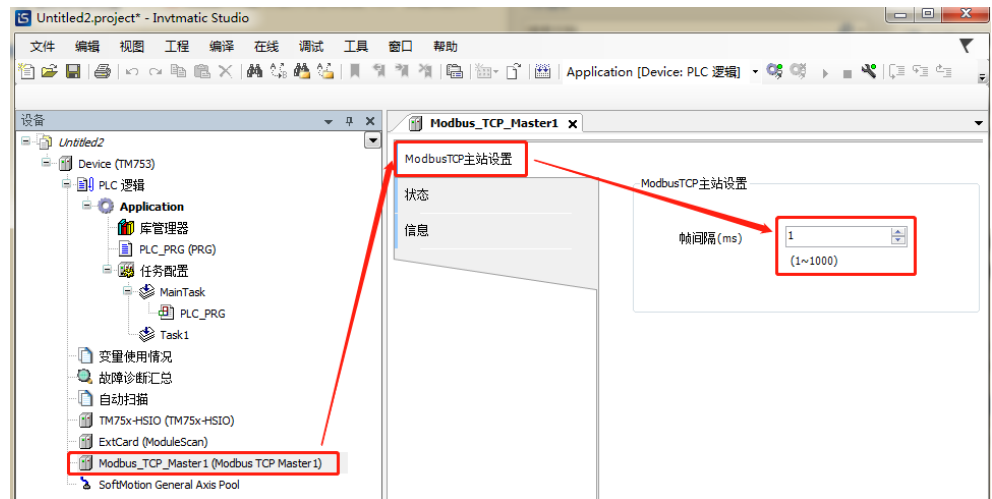 Untitled2.project* - Invtmatic Studio
文件 编辑 视图 工程 编译 在线 调试 工具 窗口 帮助
Application [Device: PLC 逻辑]
设备
Untitled2
Device (TM753)
PLC 逻辑
Application
库管理器
PLC_PRG (PRG)
任务配置
MainTask
PLC_PRG
Task1
变量使用情况
故障诊断汇总
自动扫描
TM75x-HSIO (TM75x-HSIO)
ExtCard (ModuleScan)
Modbus_TCP_Master1 (Modbus TCP Master1)
SoftMotion General Axis Pool
Modbus_TCP_Master1
ModbusTCP主站设置
状态
信息
ModbusTCP主站设置
帧间隔(ms)
1
(1~1000)